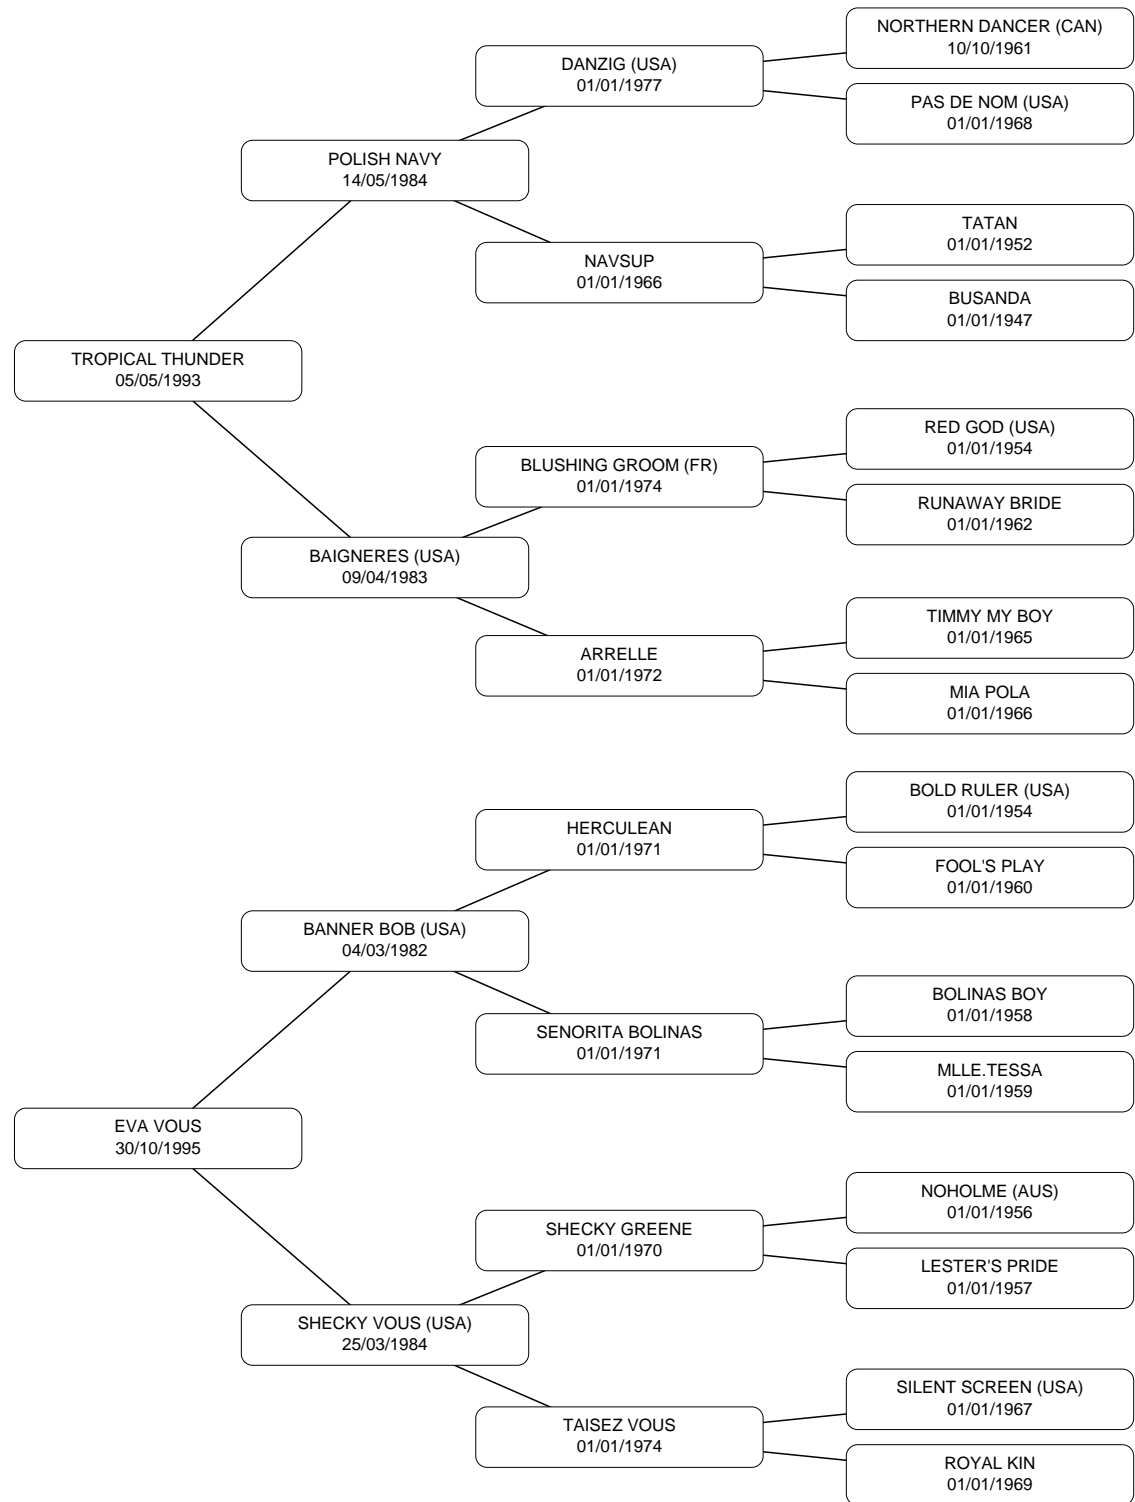 NORTHERN DANCER (CAN)
10/10/1961
DANZIG (USA)
01/01/1977
PAS DE NOM (USA)
01/01/1968
POLISH NAVY
14/05/1984
TATAN
01/01/1952
NAVSUP
01/01/1966
BUSANDA
01/01/1947
TROPICAL THUNDER
05/05/1993
RED GOD (USA)
01/01/1954
BLUSHING GROOM (FR)
01/01/1974
RUNAWAY BRIDE
01/01/1962
BAIGNERES (USA)
09/04/1983
TIMMY MY BOY
01/01/1965
ARRELLE
01/01/1972
MIA POLA
01/01/1966
BOLD RULER (USA)
01/01/1954
HERCULEAN
01/01/1971
FOOL'S PLAY
01/01/1960
BANNER BOB (USA)
04/03/1982
BOLINAS BOY
01/01/1958
SENORITA BOLINAS
01/01/1971
MLLE.TESSA
01/01/1959
EVA VOUS
30/10/1995
NOHOLME (AUS)
01/01/1956
SHECKY GREENE
01/01/1970
LESTER'S PRIDE
01/01/1957
SHECKY VOUS (USA)
25/03/1984
SILENT SCREEN (USA)
01/01/1967
TAISEZ VOUS
01/01/1974
ROYAL KIN
01/01/1969